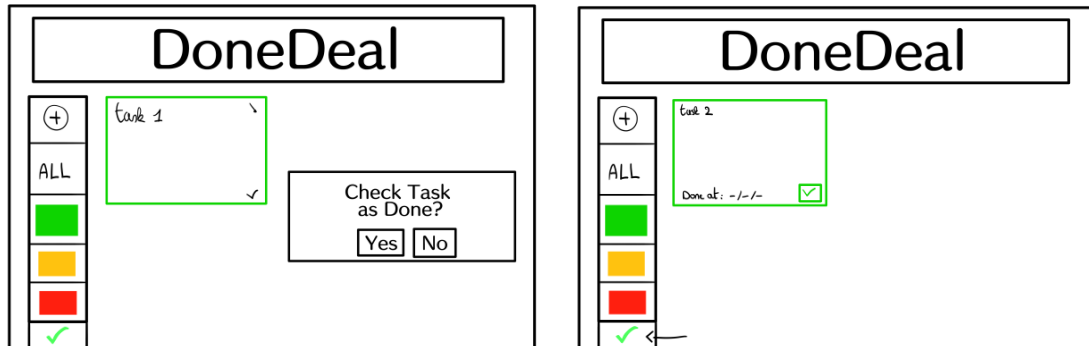 DoneDeal
ALL
task 1
Check Task
as Done?
Yes No
DoneDeal
ALL
task 2
Done at: -/-/-